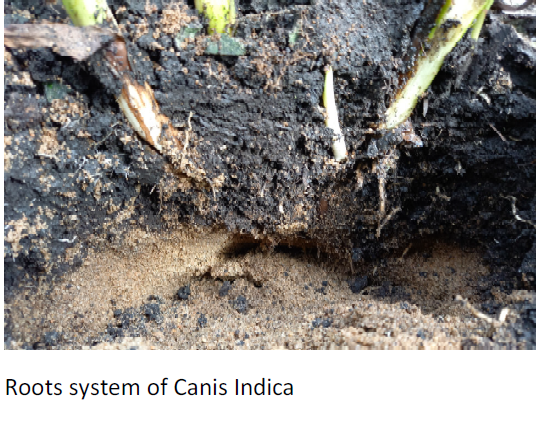 Roots system of Canis Indica